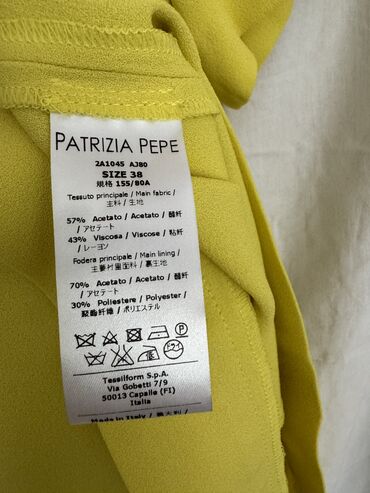 PATRIZIA PEPE
2A1045 AJ80
SIZE 38
規格 155/80A
Tessuto principale / Main fabric /
主料 / 生地
57% Acetato / Acetato / 醋纤
/ アセテート
43% Viscosa / Viscose / 粘纤
/ レーヨン
Fodera principale / Main lining /
主要衬里面料 / 裏主地
70% Acetato / Acetato / 醋纤
/ アセテート
30% Poliestere / Polyester /
聚酯纤维 / ポリエステル
P
Tessilform S.p.A.
Via Gobetti 7/9
50013 Capalle (FI)
Italia
Made in Italy /